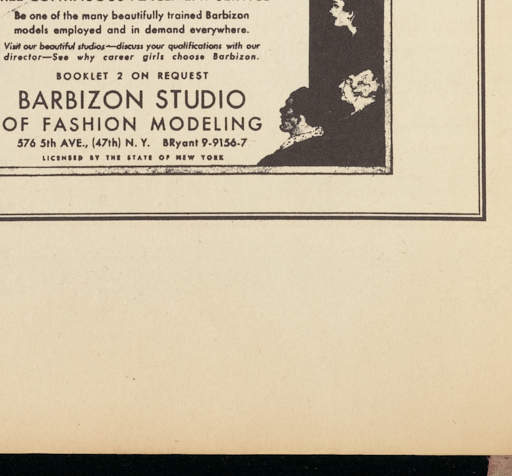 Be one of the many beautifully trained Barbizon
models employed and in demand everywhere.
Visit our beautiful studios—discuss your qualifications with our
director—See why career girls choose Barbizon.
BOOKLET 2 ON REQUEST
BARBIZON STUDIO
OF FASHION MODELING
576 5th AVE., (47th) N. Y. BRyant 9-9156-7
LICENSED BY THE STATE OF NEW YORK